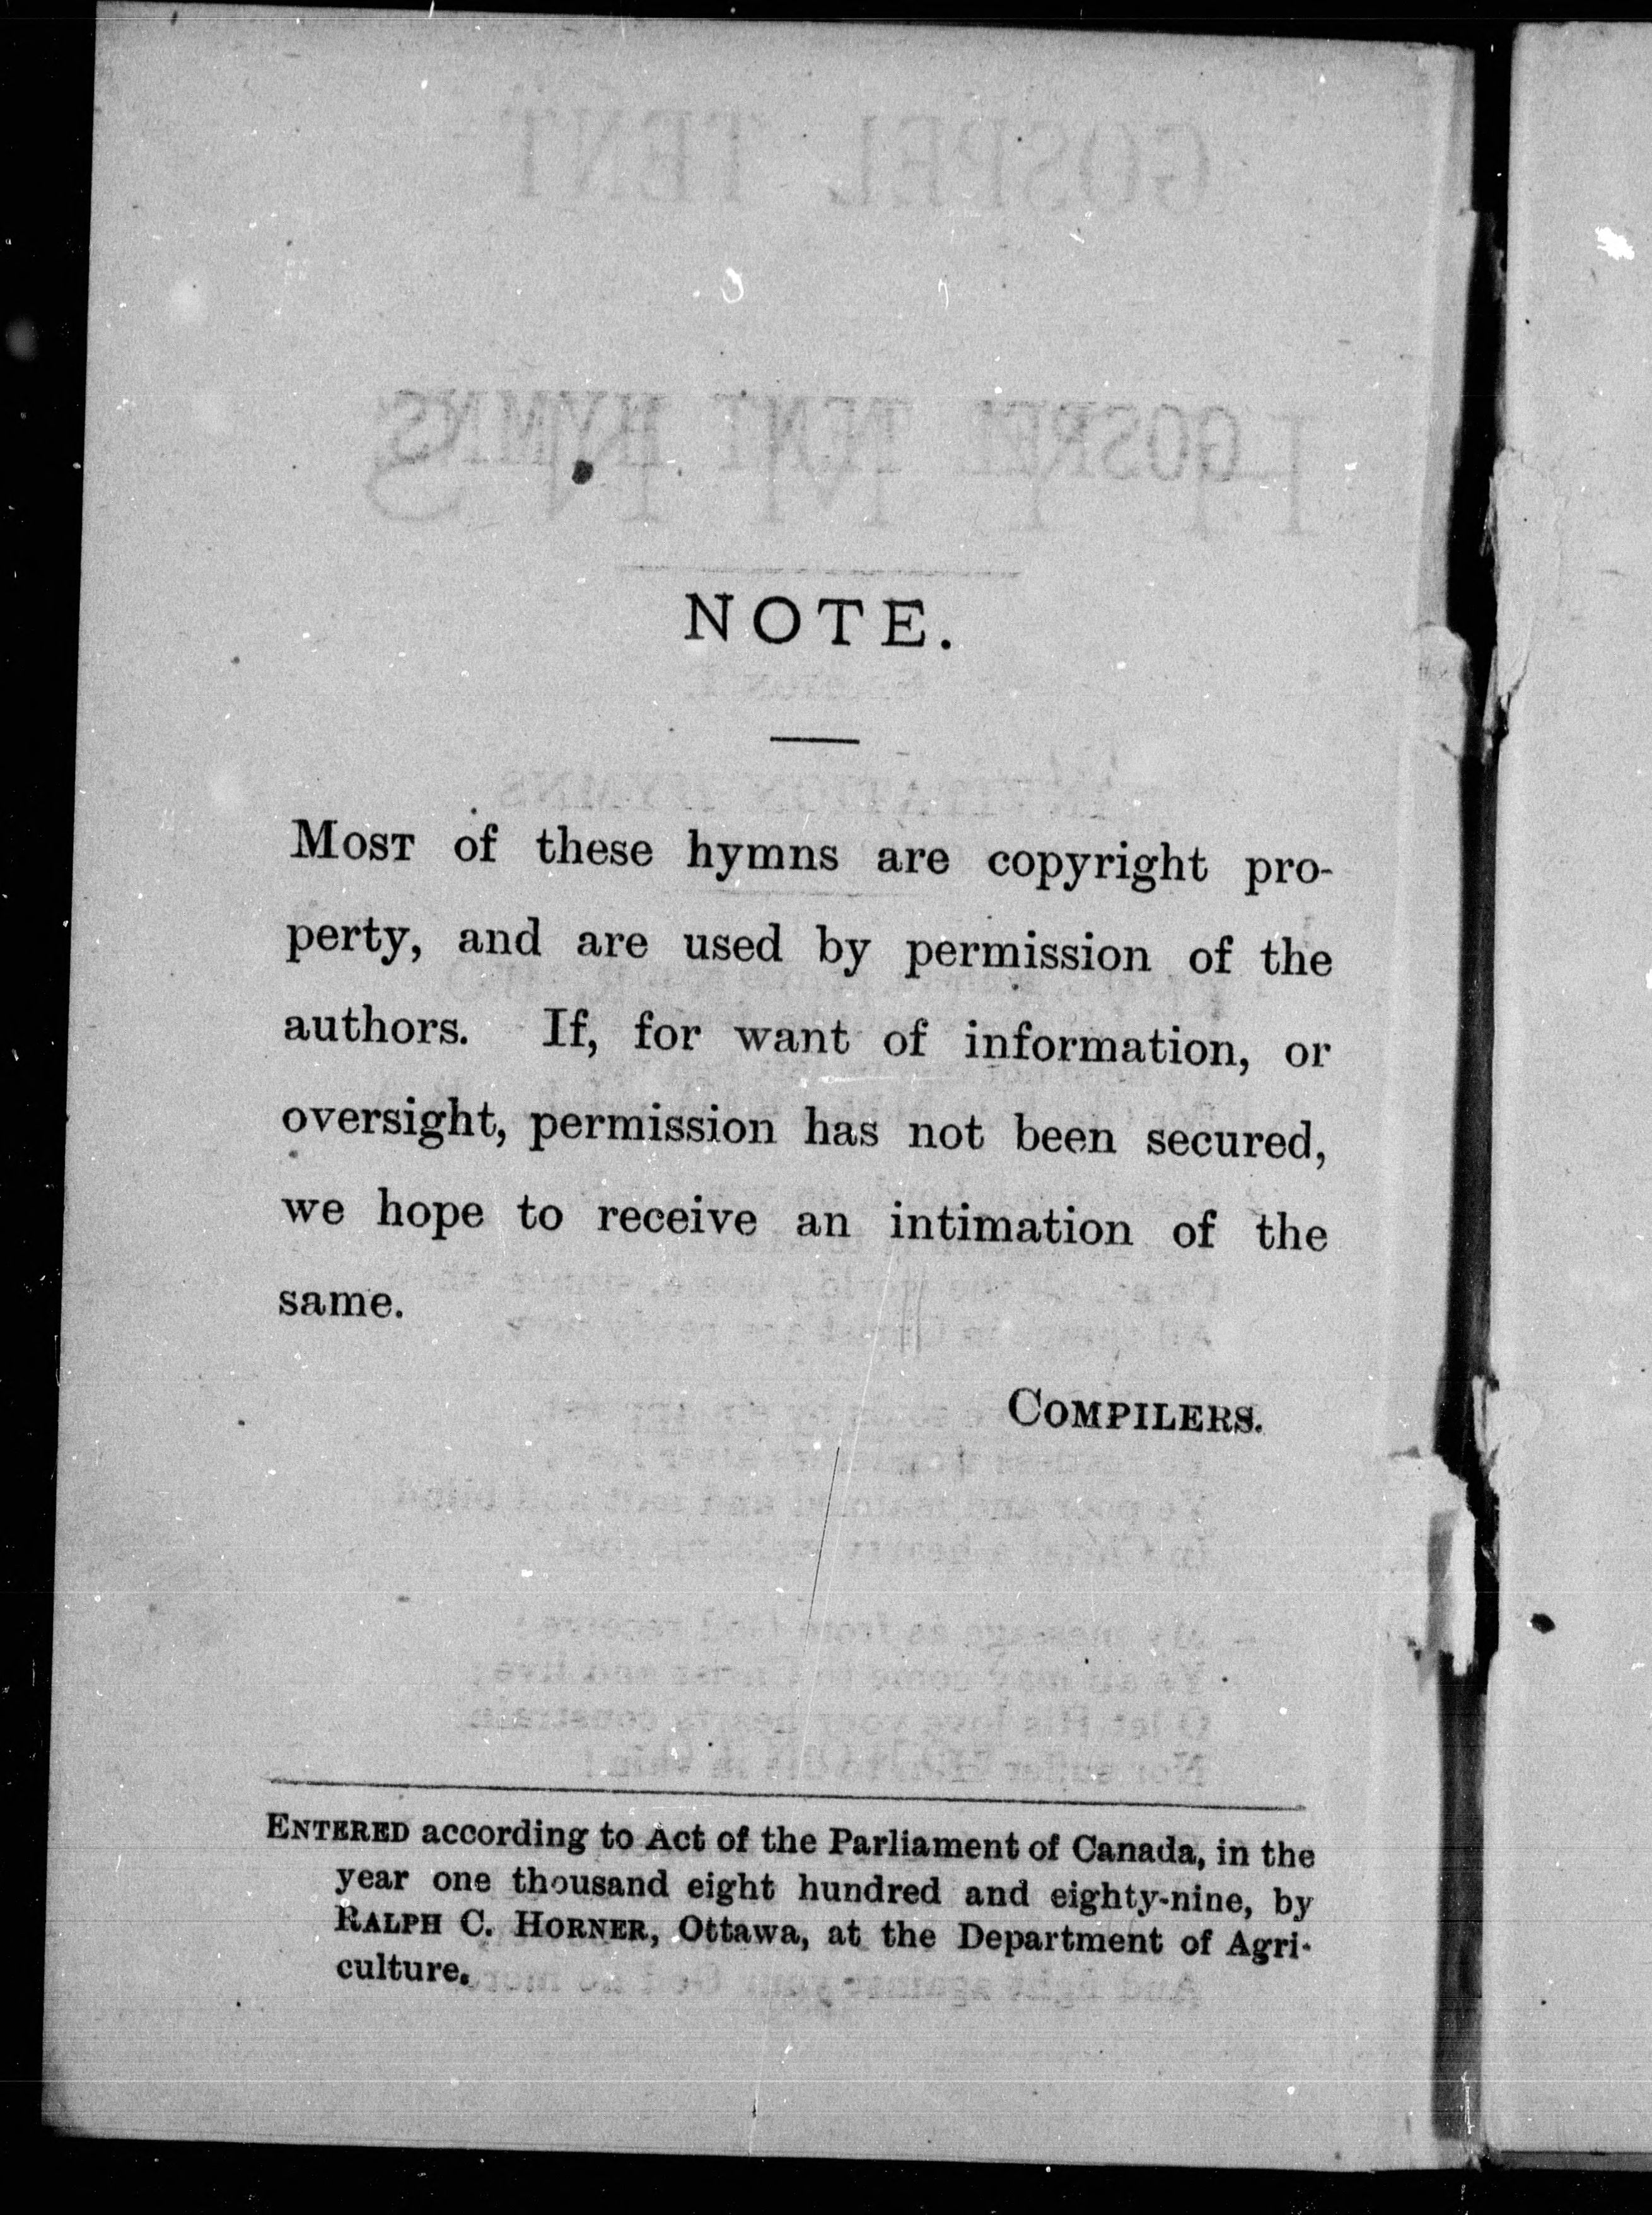 NOTE.
MOST of these hymns are copyright pro-
perty, and are used by permission of the
authors. If, for want of information, or
oversight, permission has not been secured,
we hope to receive an intimation of the
same.
COMPILERS.
ENTERED according to Act of the Parliament of Canada, in the
year one thousand eight hundred and eighty-nine, by
RALPH C. HORNER, Ottawa, at the Department of Agri-
culture.